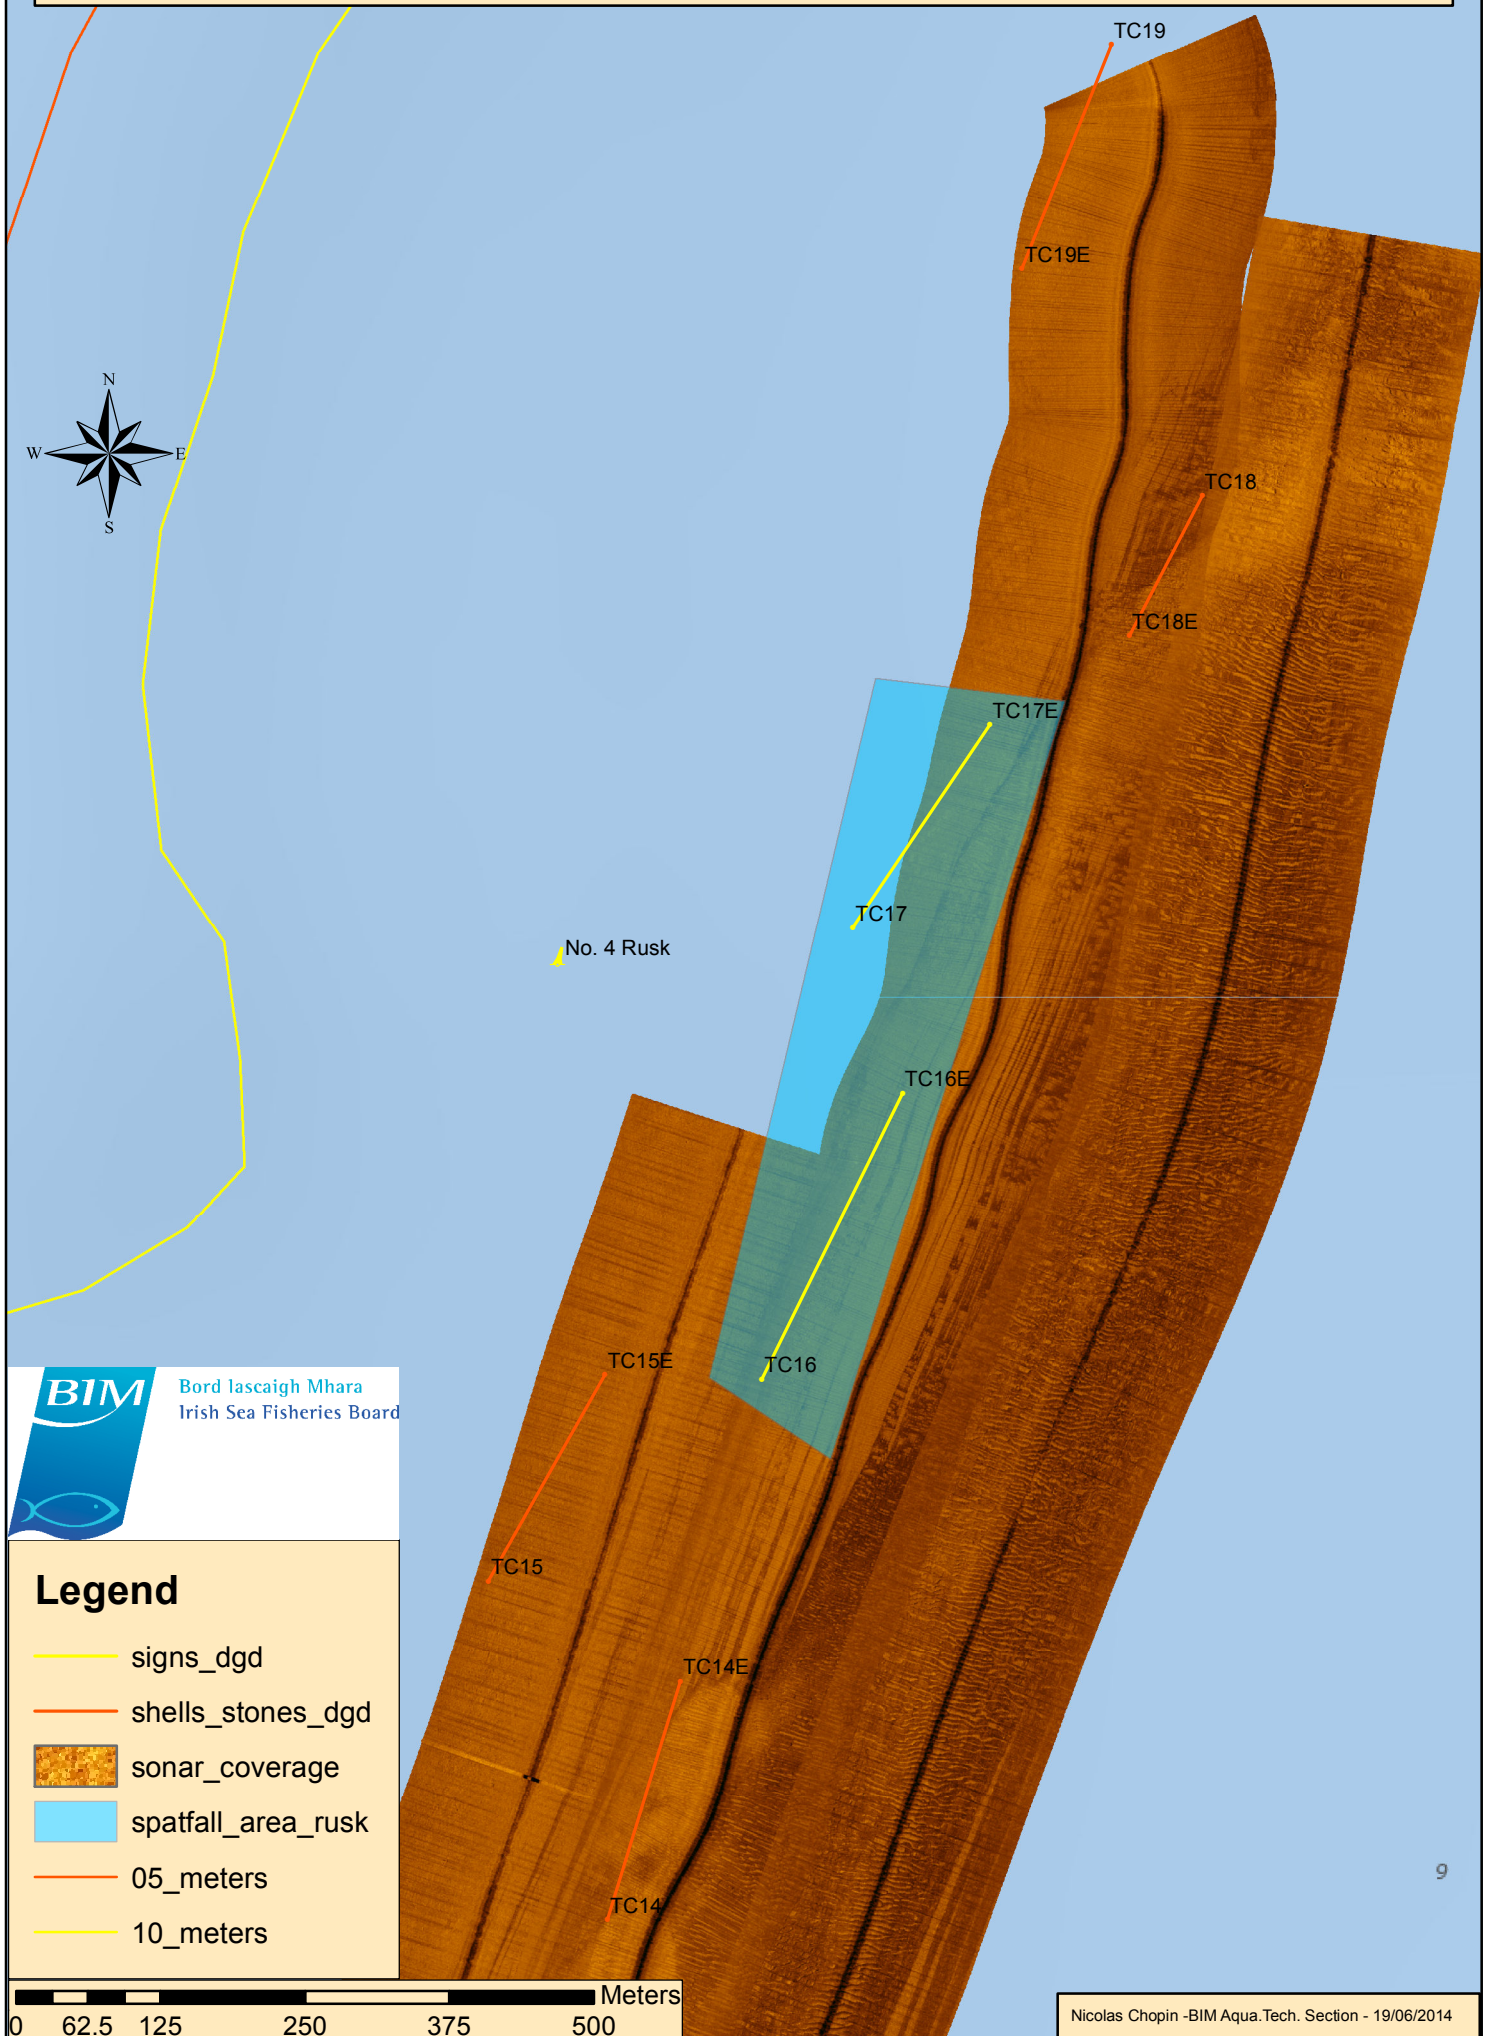 TC19
TC19E
N
W E
S
TC18
TC18E
TC17E
TC17
No. 4 Rusk
TC16E
TC16
TC15E
TC15
TC14E
TC14
9
BIM
Bord Iascaigh Mhara
Irish Sea Fisheries Board
Legend
signs_dgd
shells_stones_dgd
sonar_coverage
spatfall_area_rusk
05_meters
10_meters
Meters
0 62.5 125 250 375 500
Nicolas Chopin -BIM Aqua.Tech. Section - 19/06/2014